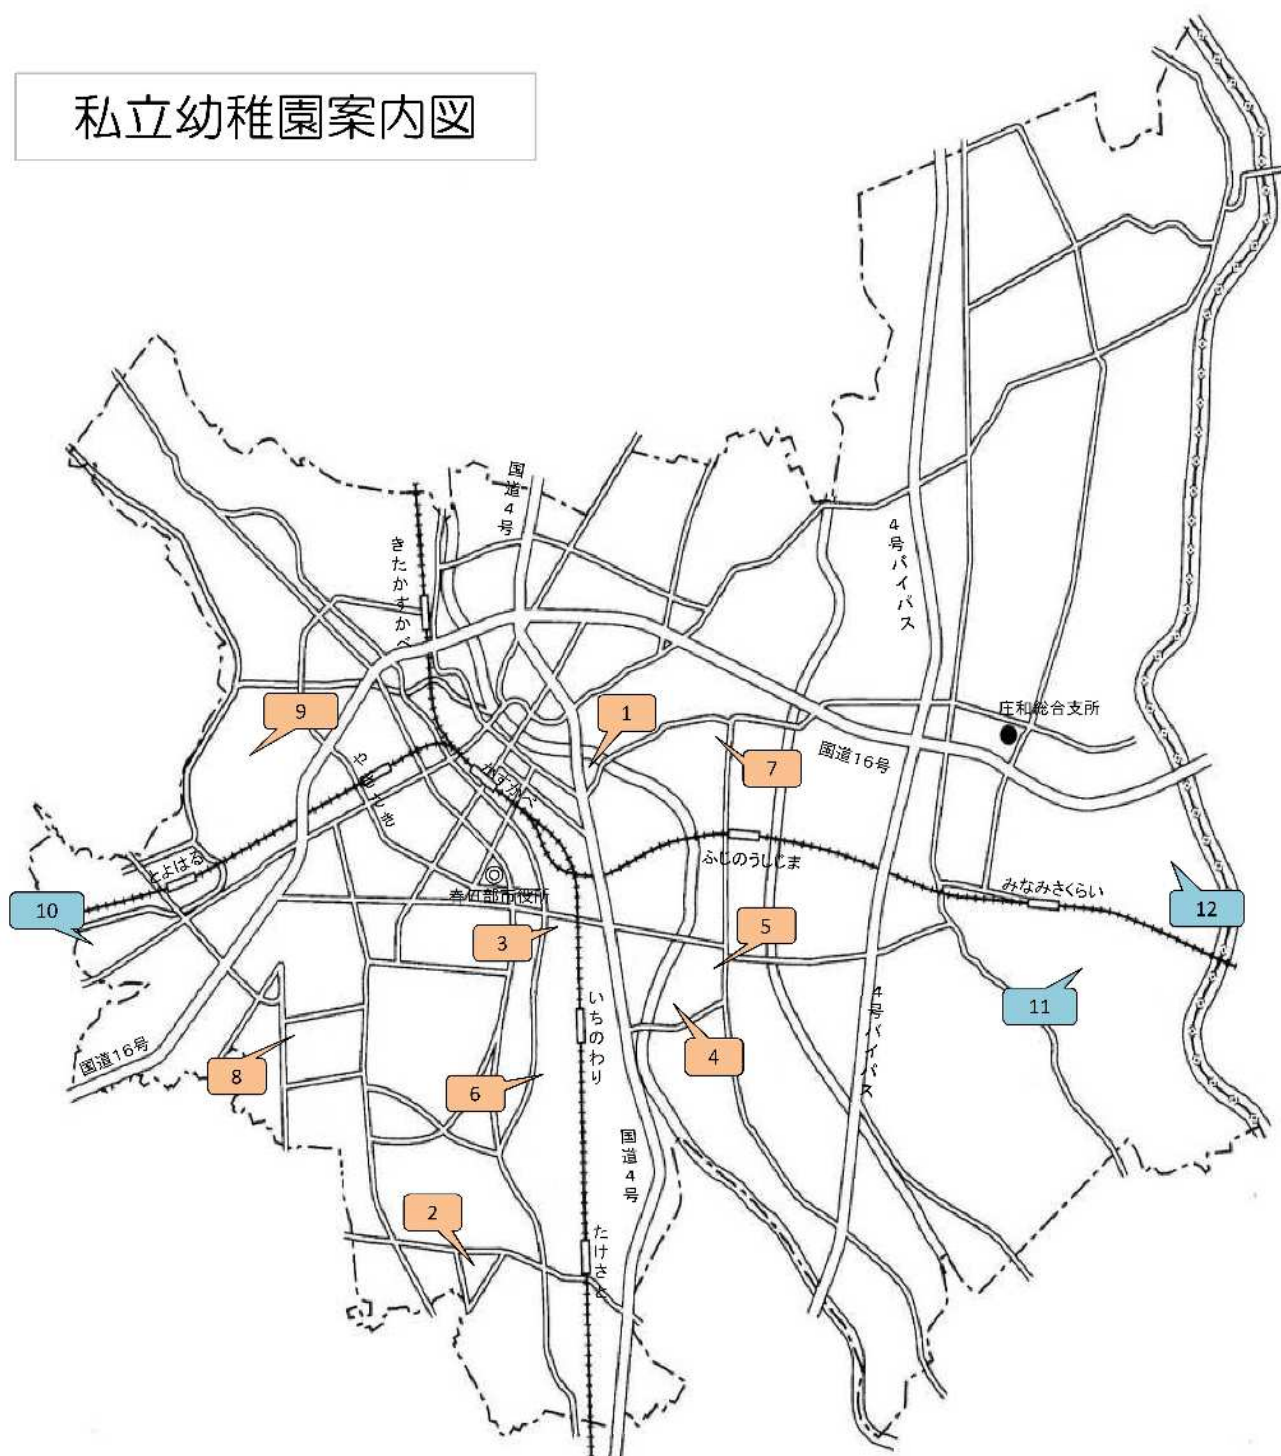 私立幼稚園案内図
国道4号
きたかすかべ
4号バイパス
9
1
庄和総合支所
7
国道16号
やぎさき
かすかべ
とよはる
ふじのうしじま
春日部市役所
みなみさくらい
10
12
3
5
いちのわり
11
4号バイパス
国道16号
4
8
6
国道4号
2
たけさと